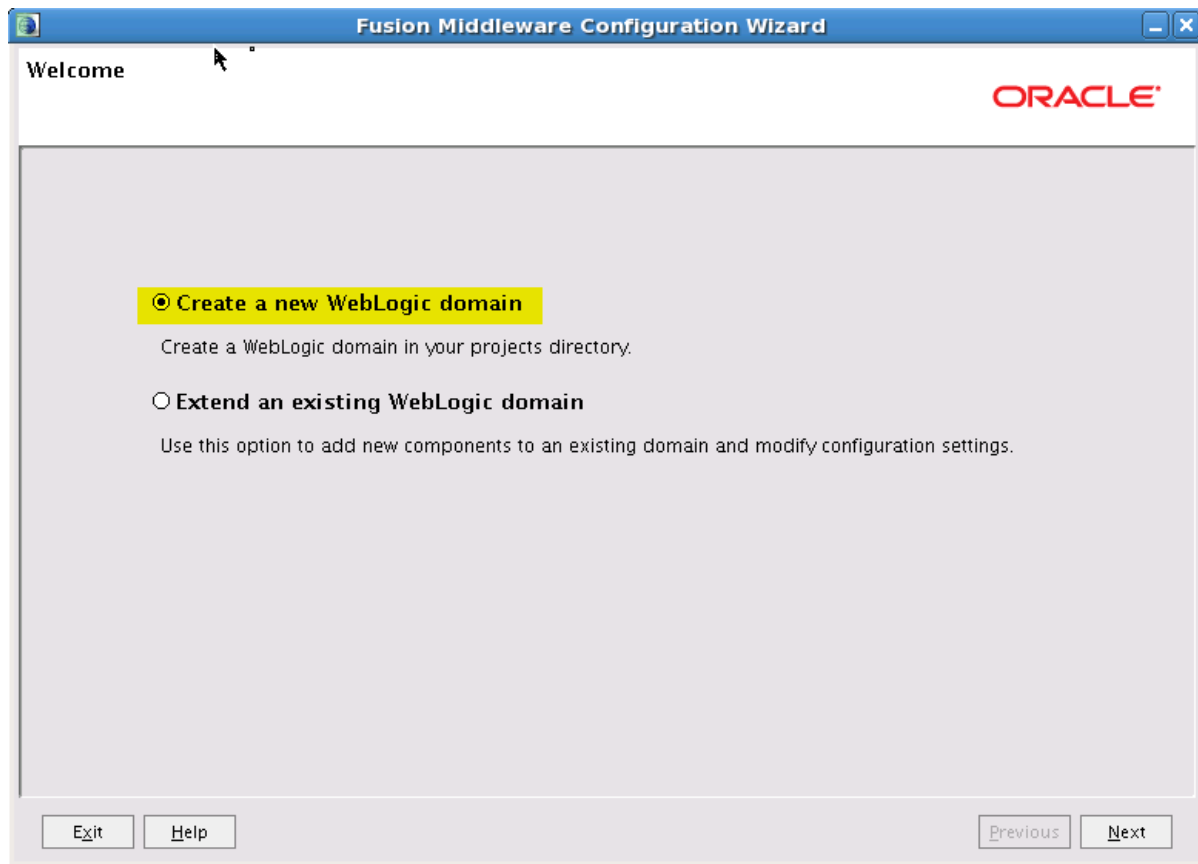 Fusion Middleware Configuration Wizard
Welcome
ORACLE
Create a new WebLogic domain
Create a WebLogic domain in your projects directory.
Extend an existing WebLogic domain
Use this option to add new components to an existing domain and modify configuration settings.
Exit Help Previous Next